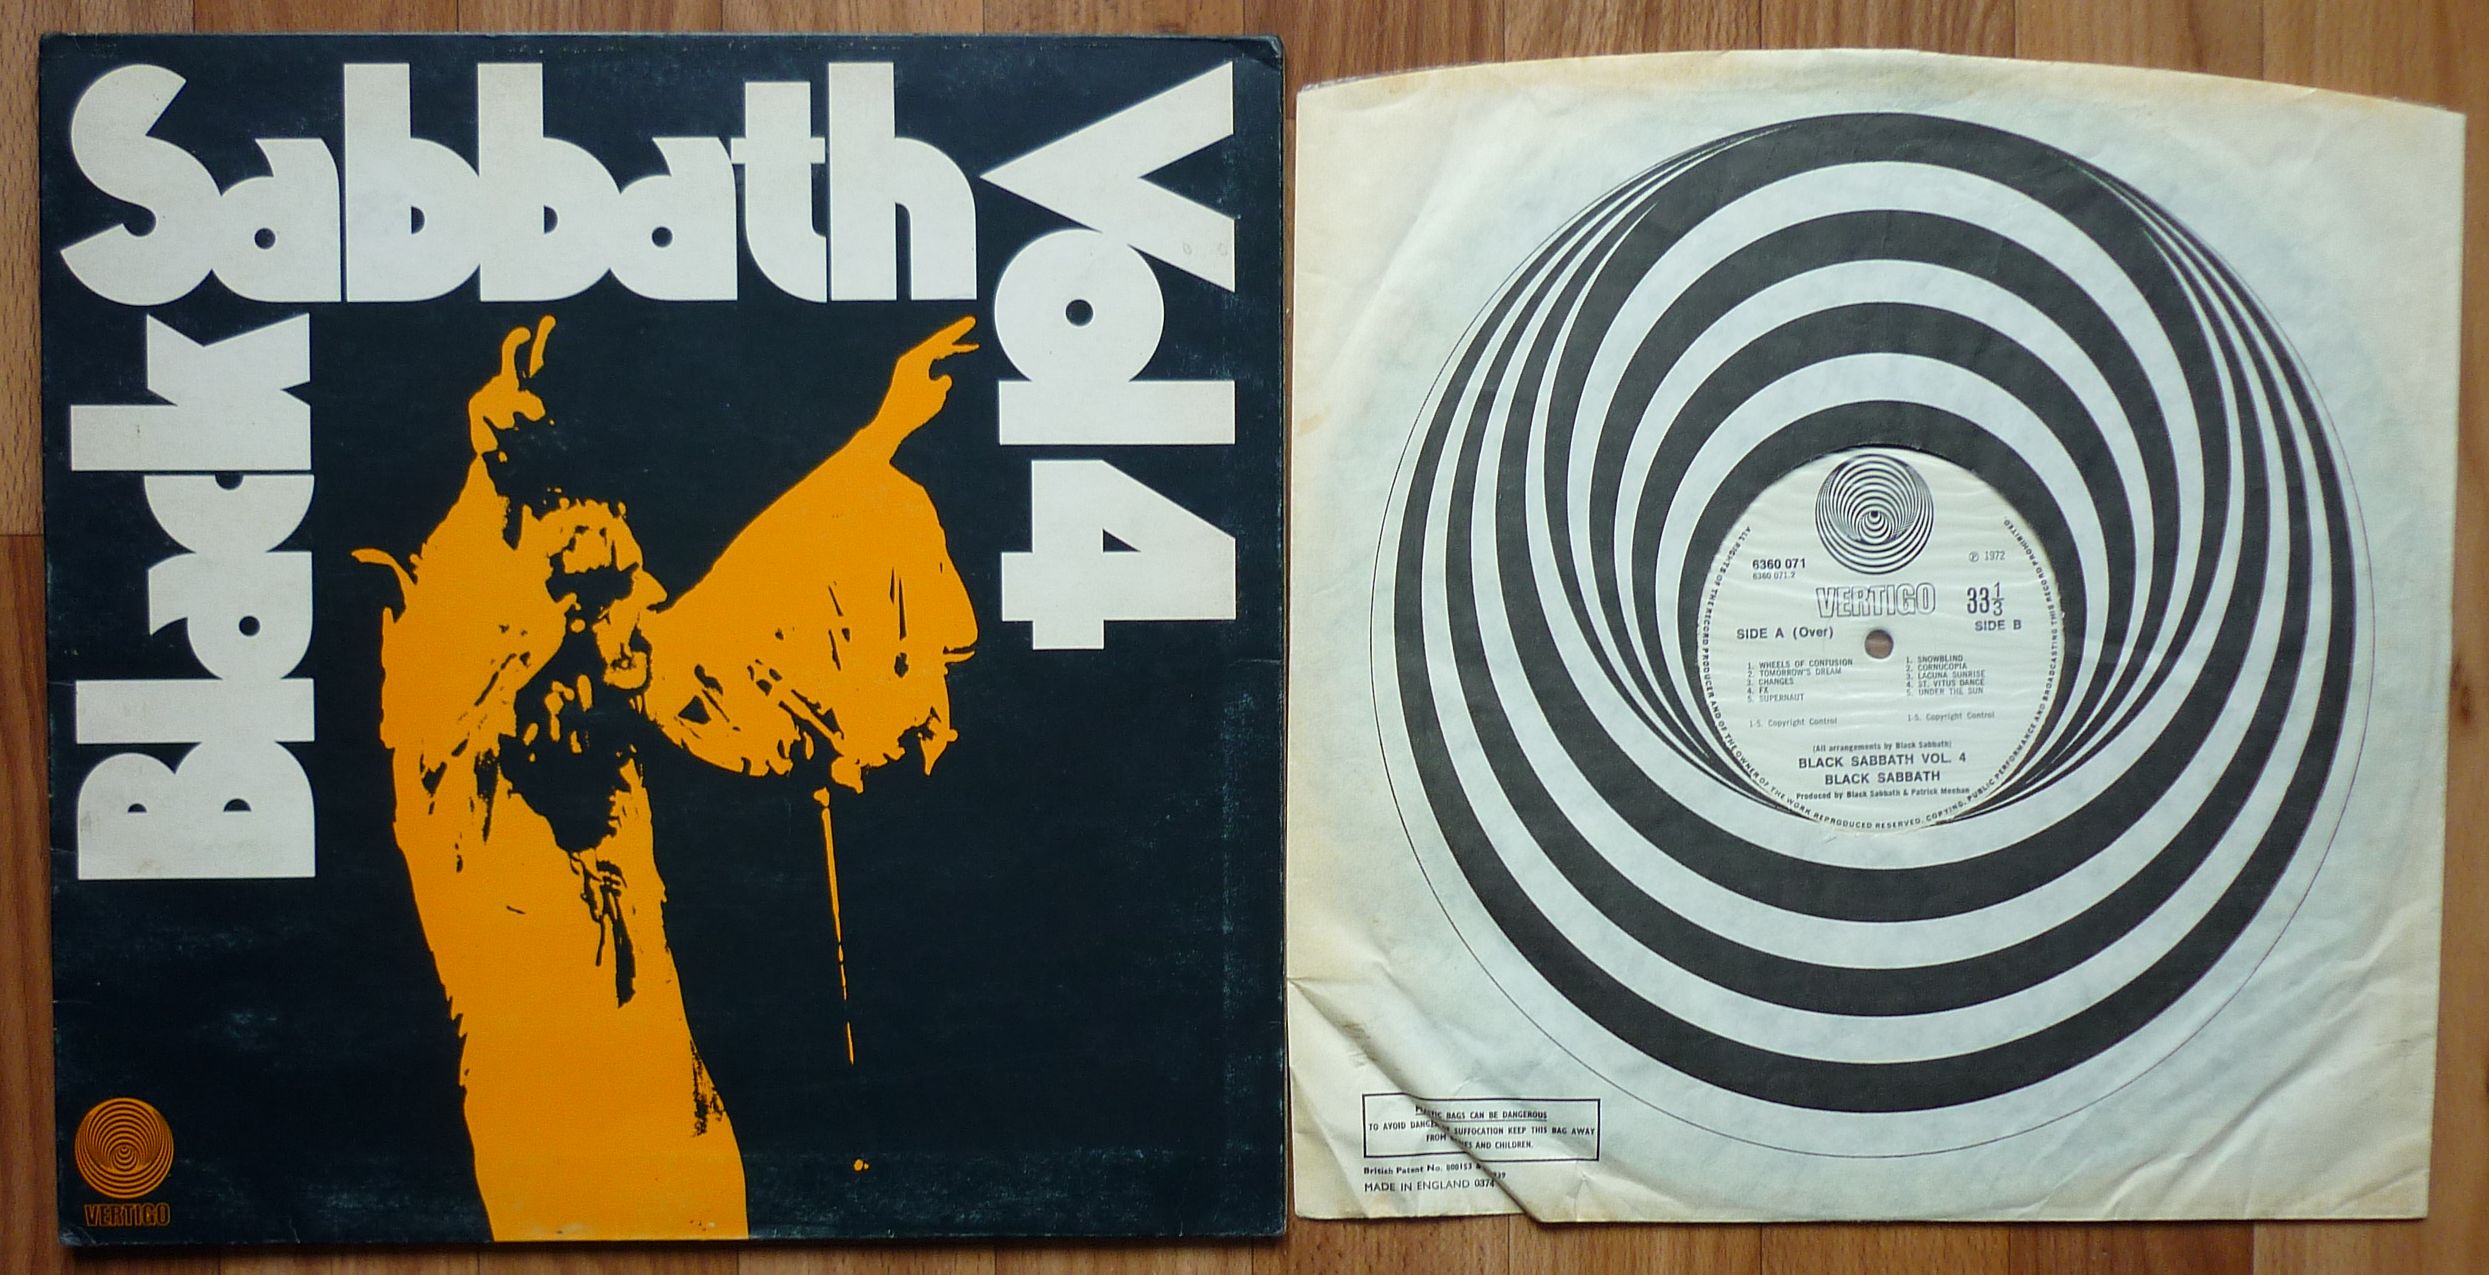 Black Sabbath Vol 4
VERTIGO
ALL RIGHTS OF THE RECORD PRODUCER AND OF THE OWNER OF THE WORK REPRODUCED RESERVED. COPYING, PUBLIC PERFORMANCE AND BROADCASTING THIS RECORD PROHIBITED.
6360 071
6360 071.2
℗ 1972
VERTIGO
33 1/3
SIDE A (Over)
SIDE B
1. WHEELS OF CONFUSION
2. TOMORROW'S DREAM
3. CHANGES
4. FX
5. SUPERNAUT
1-5. Copyright Control
1. SNOWBLIND
2. CORNUCOPIA
3. LAGUNA SUNRISE
4. ST. VITUS DANCE
5. UNDER THE SUN
1-5. Copyright Control
(All arrangements by Black Sabbath)
BLACK SABBATH VOL. 4
BLACK SABBATH
Produced by Black Sabbath & Patrick Meehan
BAGS CAN BE DANGEROUS
TO AVOID SUFFOCATION KEEP THIS BAG AWAY
FROM AND CHILDREN.
British Patent No. 800153 &
MADE IN ENGLAND 0374